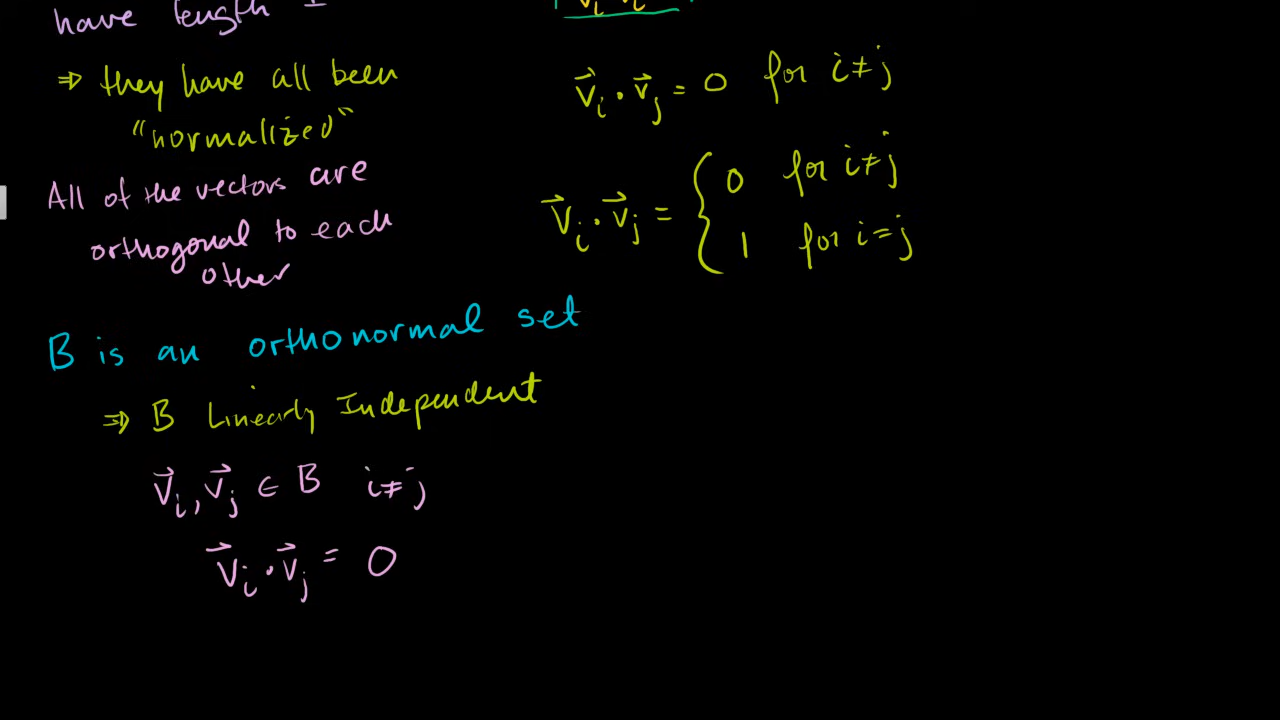 have length 1
⇒ they have all been
"normalized"
All of the vectors are
orthogonal to each
other
B is an orthonormal set
⇒ B Linearly Independent
v⃗ᵢ, v⃗ⱼ ∈ B i≠j
v⃗ᵢ · v⃗ⱼ = 0
v⃗ᵢ · v⃗ⱼ = 0 for i≠j
v⃗ᵢ · v⃗ⱼ = { 0 for i≠j
1 for i=j